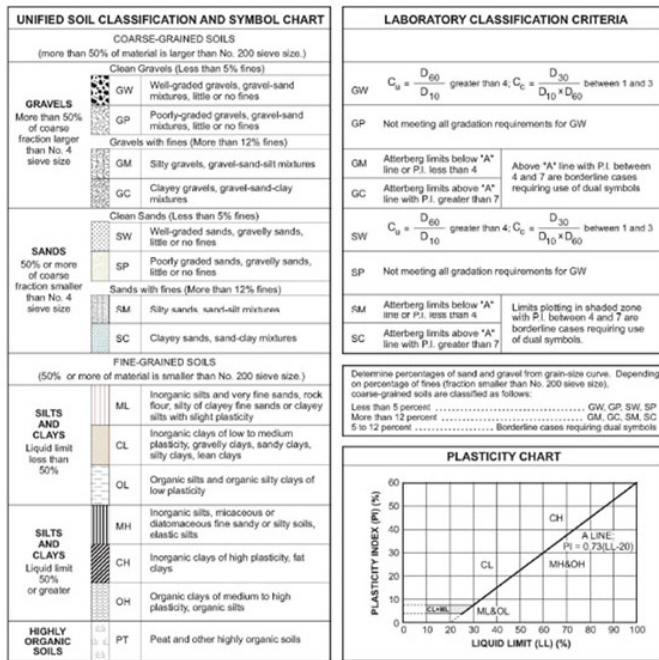 UNIFIED SOIL CLASSIFICATION AND SYMBOL CHART
COARSE-GRAINED SOILS
(more than 50% of material is larger than No. 200 sieve size.)
Clean Gravels (Less than 5% fines)
GRAVELS
More than 50%
of coarse
fraction larger
than No. 4
sieve size
GW
Well-graded gravels, gravel-sand
mixtures, little or no fines
GP
Poorly-graded gravels, gravel-sand
mixtures, little or no fines
Gravels with fines (More than 12% fines)
GM
Silty gravels, gravel-sand-silt mixtures
GC
Clayey gravels, gravel-sand-clay
mixtures
Clean Sands (Less than 5% fines)
SANDS
50% or more
of coarse
fraction smaller
than No. 4
sieve size
SW
Well-graded sands, gravelly sands,
little or no fines
SP
Poorly graded sands, gravelly sands,
little or no fines
Sands with fines (More than 12% fines)
SM
Silty sands, sand-silt mixtures
SC
Clayey sands, sand-clay mixtures
FINE-GRAINED SOILS
(50% or more of material is smaller than No. 200 sieve size.)
SILTS
AND
CLAYS
Liquid limit
less than
50%
ML
Inorganic silts and very fine sands, rock
flour, silty of clayey fine sands or clayey
silts with slight plasticity
CL
Inorganic clays of low to medium
plasticity, gravelly clays, sandy clays,
silty clays, lean clays
OL
Organic silts and organic silty clays of
low plasticity
SILTS
AND
CLAYS
Liquid limit
50%
or greater
MH
Inorganic silts, micaceous or
diatomaceous fine sandy or silty soils,
elastic silts
CH
Inorganic clays of high plasticity, fat
clays
OH
Organic clays of medium to high
plasticity, organic silts
HIGHLY
ORGANIC
SOILS
PT
Peat and other highly organic soils
LABORATORY CLASSIFICATION CRITERIA
GW
Cu = D60 / D10 greater than 4; Cc = D30 / D10 x D60 between 1 and 3
GP
Not meeting all gradation requirements for GW
GM
Atterberg limits below "A"
line or P.I. less than 4
GC
Atterberg limits above "A"
line with P.I. greater than 7
Above "A" line with P.I. between
4 and 7 are borderline cases
requiring use of dual symbols
SW
Cu = D60 / D10 greater than 4; Cc = D30 / D10 x D60 between 1 and 3
SP
Not meeting all gradation requirements for GW
SM
Atterberg limits below "A"
line or P.I. less than 4
SC
Atterberg limits above "A"
line with P.I. greater than 7
Limits plotting in shaded zone
with P.I. between 4 and 7 are
borderline cases requiring use
of dual symbols.
Determine percentages of sand and gravel from grain-size curve. Depending
on percentage of fines (fraction smaller than No. 200 sieve size),
coarse-grained soils are classified as follows:
Less than 5 percent .................... GW, GP, SW, SP
More than 12 percent .................... GM, GC, SM, SC
5 to 12 percent .................... Borderline cases requiring dual symbols
PLASTICITY CHART
PLASTICITY INDEX (PI) (%)
60
50
40
30
20
10
0
CH
A LINE:
PI = 0.73(LL-20)
CL
MH&OH
CL+ML
ML&OL
0 10 20 30 40 50 60 70 80 90 100
LIQUID LIMIT (LL) (%)